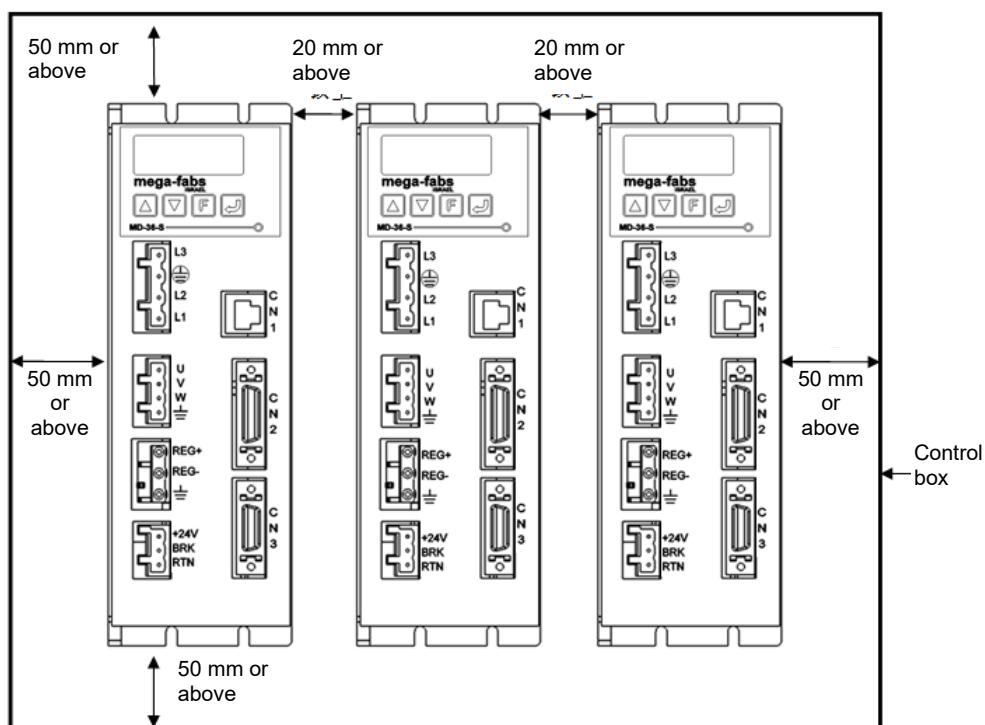 50 mm or
above
20 mm or
above
20 mm or
above
mega-fabs
ISRAEL
F
MD-36-S
L3
L2
L1
C
N
1
U
V
W
C
N
2
REG+
REG-
C
N
3
+24V
BRK
RTN
mega-fabs
ISRAEL
F
MD-36-S
L3
L2
L1
C
N
1
U
V
W
C
N
2
REG+
REG-
C
N
3
+24V
BRK
RTN
mega-fabs
ISRAEL
F
MD-36-S
L3
L2
L1
C
N
1
U
V
W
C
N
2
REG+
REG-
C
N
3
+24V
BRK
RTN
50 mm
or
above
50 mm
or
above
Control
box
50 mm or
above